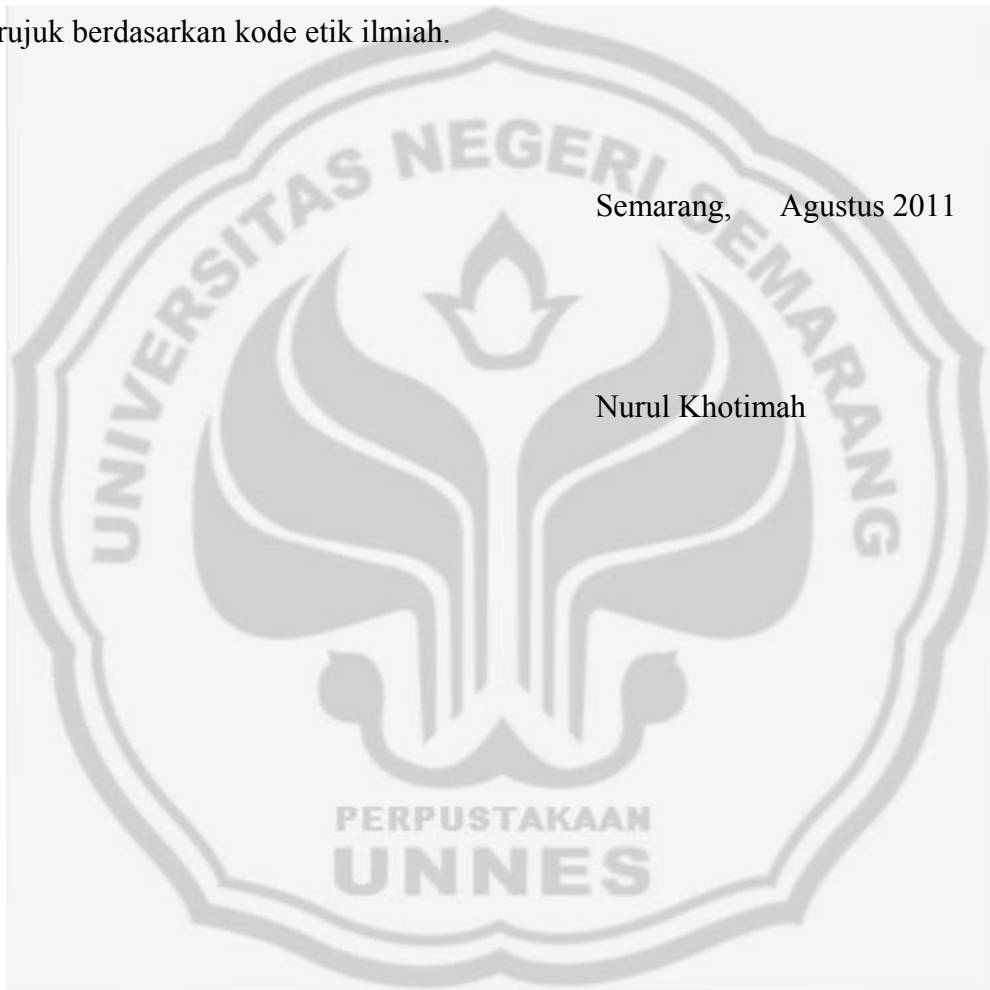 rujuk berdasarkan kode etik ilmiah.
UNIVERSITAS NEGERI SEMARANG
Semarang, Agustus 2011
Nurul Khotimah
PERPUSTAKAAN
UNNES